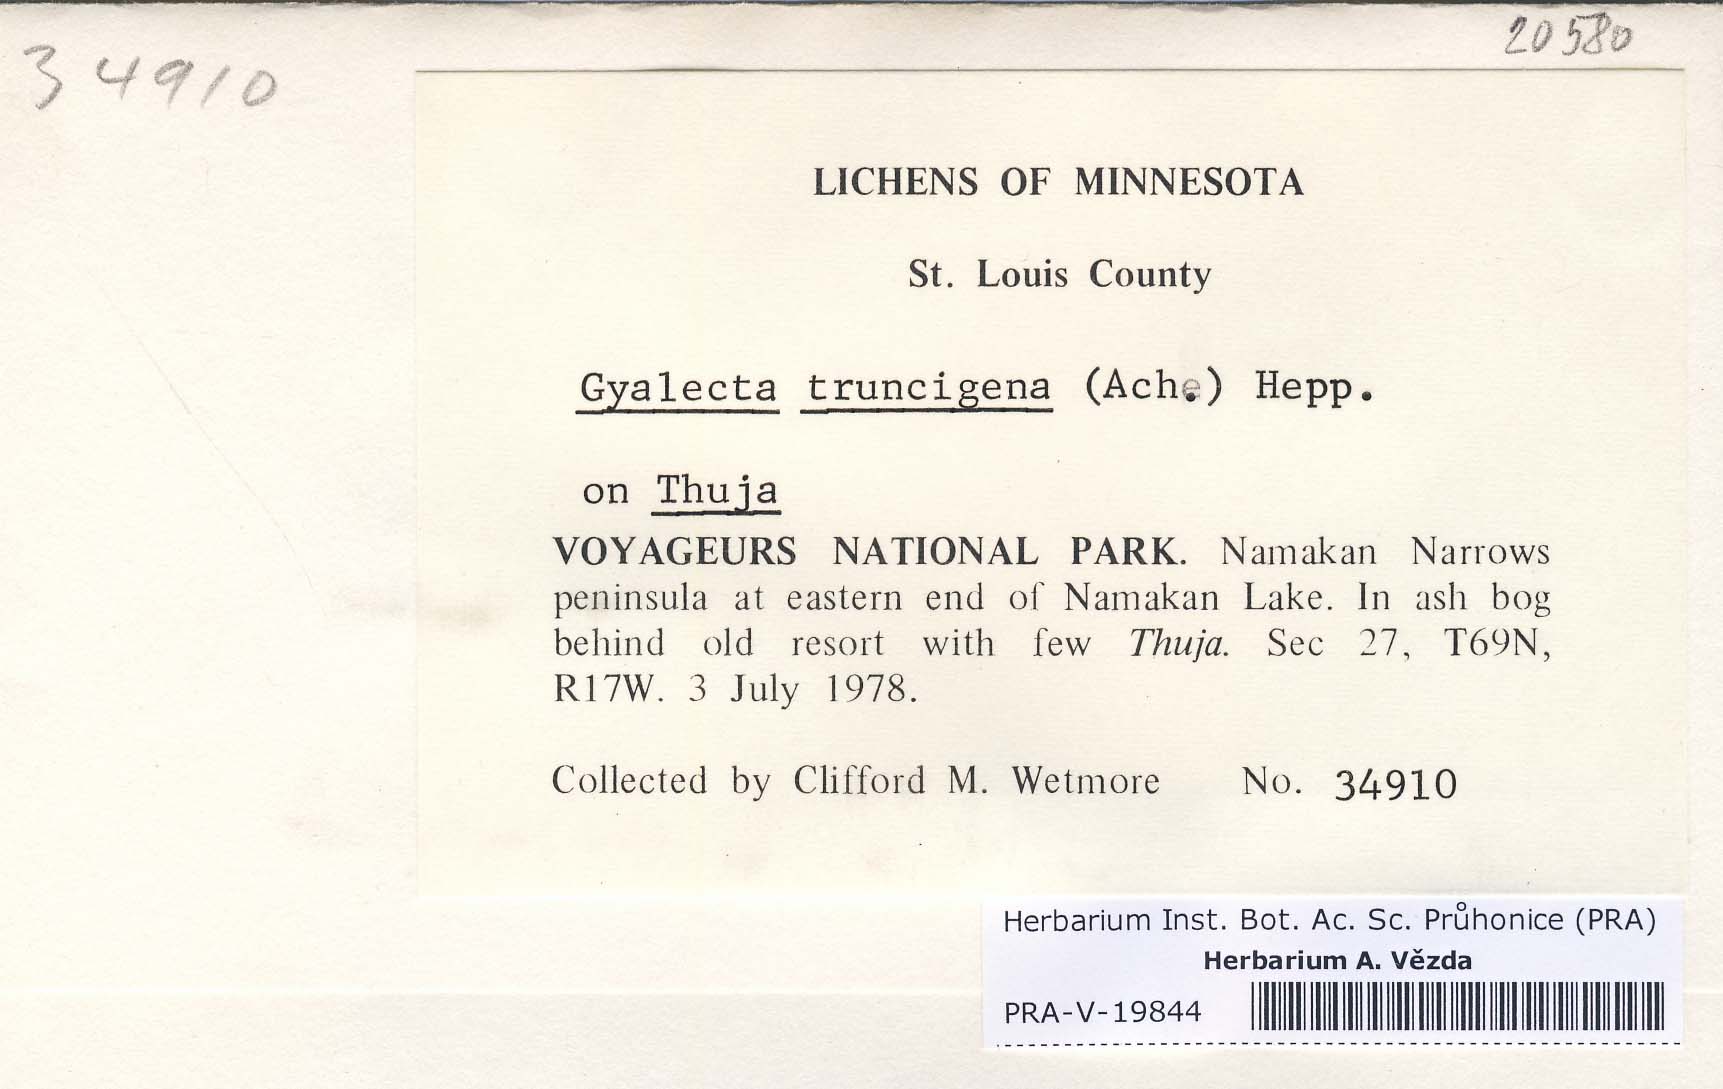 20580
34910
LICHENS OF MINNESOTA
St. Louis County
Gyalecta truncigena (Ach.) Hepp.
on Thuja
VOYAGEURS NATIONAL PARK. Namakan Narrows
peninsula at eastern end of Namakan Lake. In ash bog
behind old resort with few Thuja. Sec 27, T69N,
R17W. 3 July 1978.
Collected by Clifford M. Wetmore No. 34910
Herbarium Inst. Bot. Ac. Sc. Průhonice (PRA)
Herbarium A. Vězda
PRA-V-19844